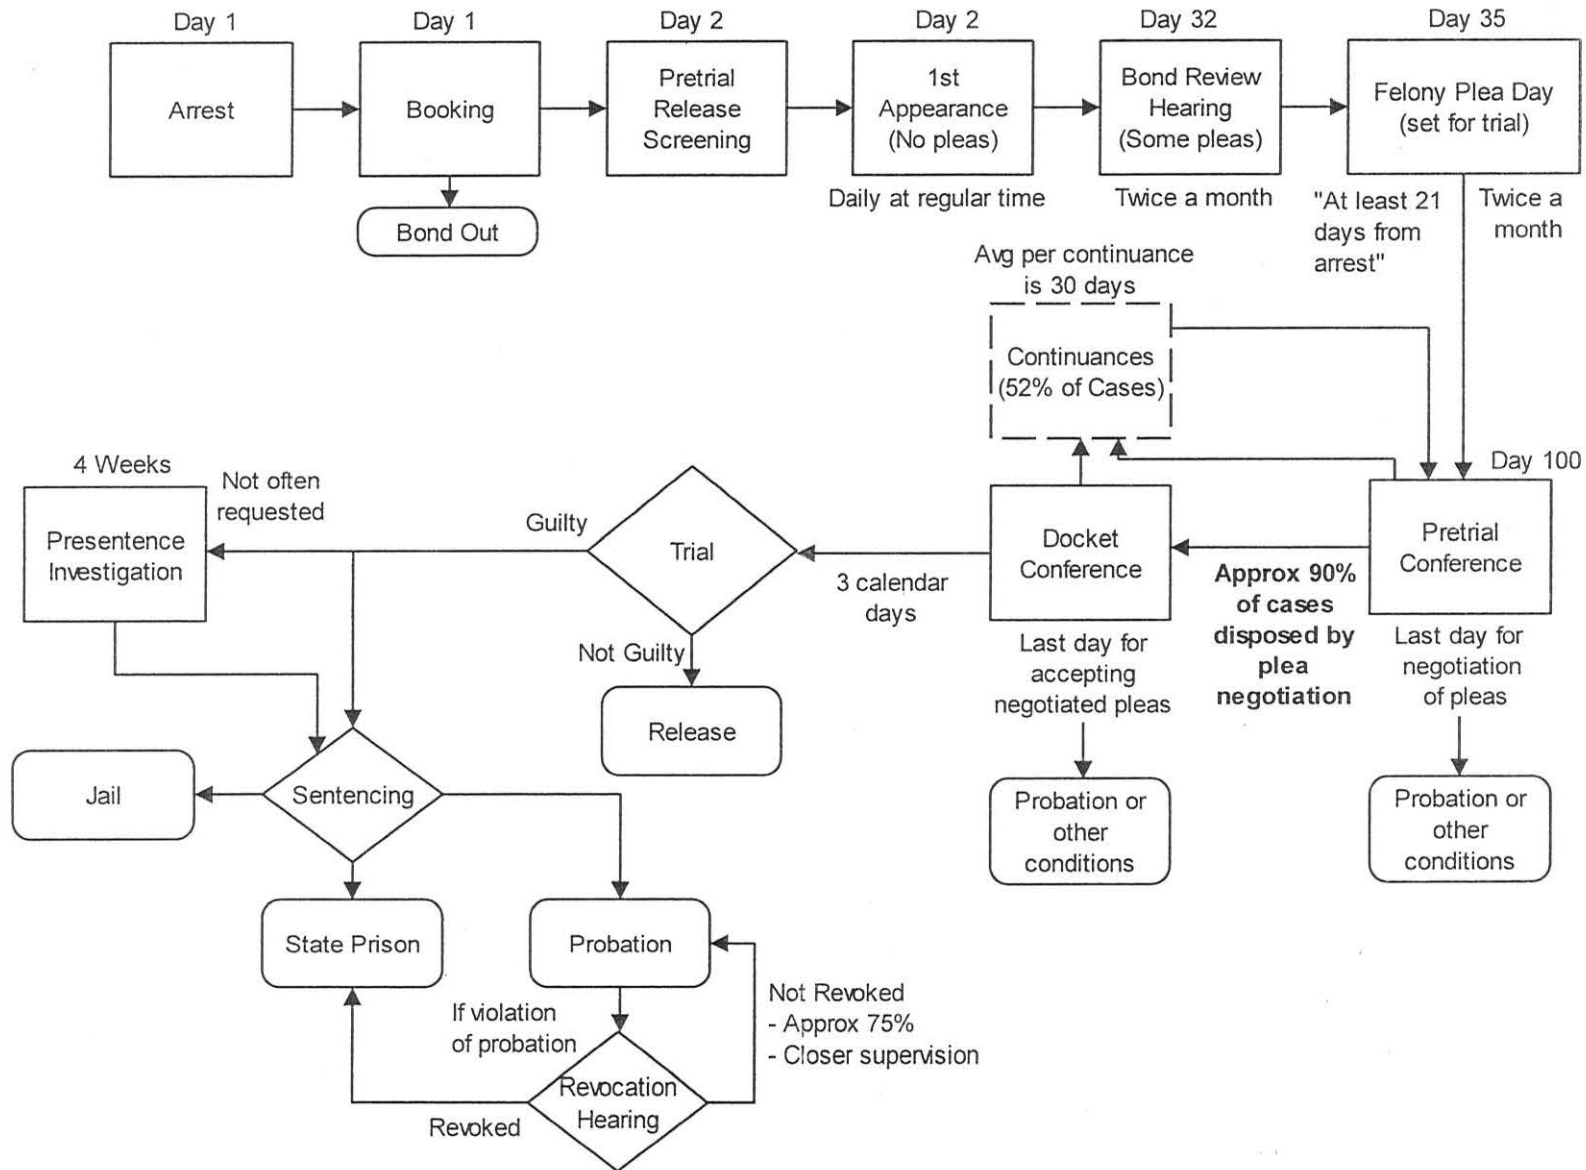 Day 1
Day 1
Day 2
Day 2
Day 32
Day 35
Arrest
Booking
Pretrial
Release
Screening
1st
Appearance
(No pleas)
Bond Review
Hearing
(Some pleas)
Felony Plea Day
(set for trial)
Bond Out
Daily at regular time
Twice a month
"At least 21
days from
arrest"
Twice a
month
Avg per continuance
is 30 days
Continuances
(52% of Cases)
4 Weeks
Not often
requested
Presentence
Investigation
Guilty
Trial
3 calendar
days
Docket
Conference
Day 100
Pretrial
Conference
Approx 90%
of cases
disposed by
plea
negotiation
Not Guilty
Last day for
accepting
negotiated pleas
Last day for
negotiation
of pleas
Release
Jail
Sentencing
Probation or
other
conditions
Probation or
other
conditions
State Prison
Probation
If violation
of probation
Not Revoked
- Approx 75%
- Closer supervision
Revocation
Hearing
Revoked